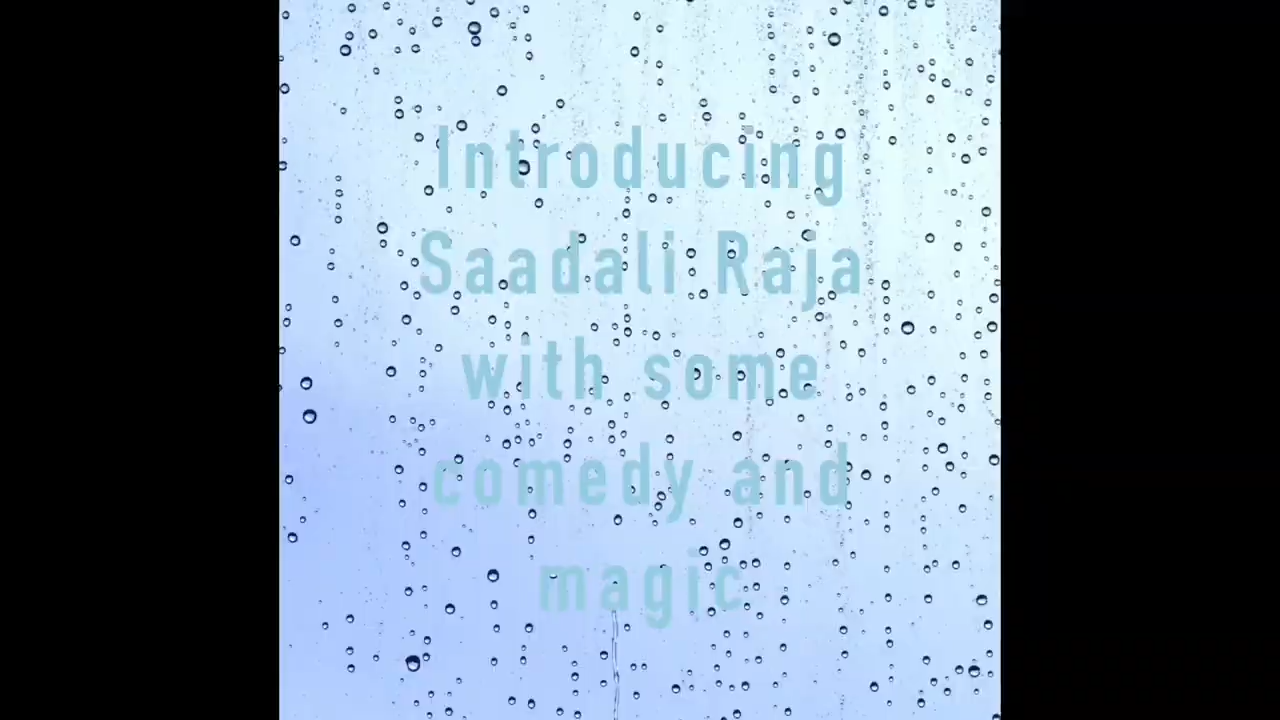 Introducing
Saadali Raja
with some
comedy and
magic